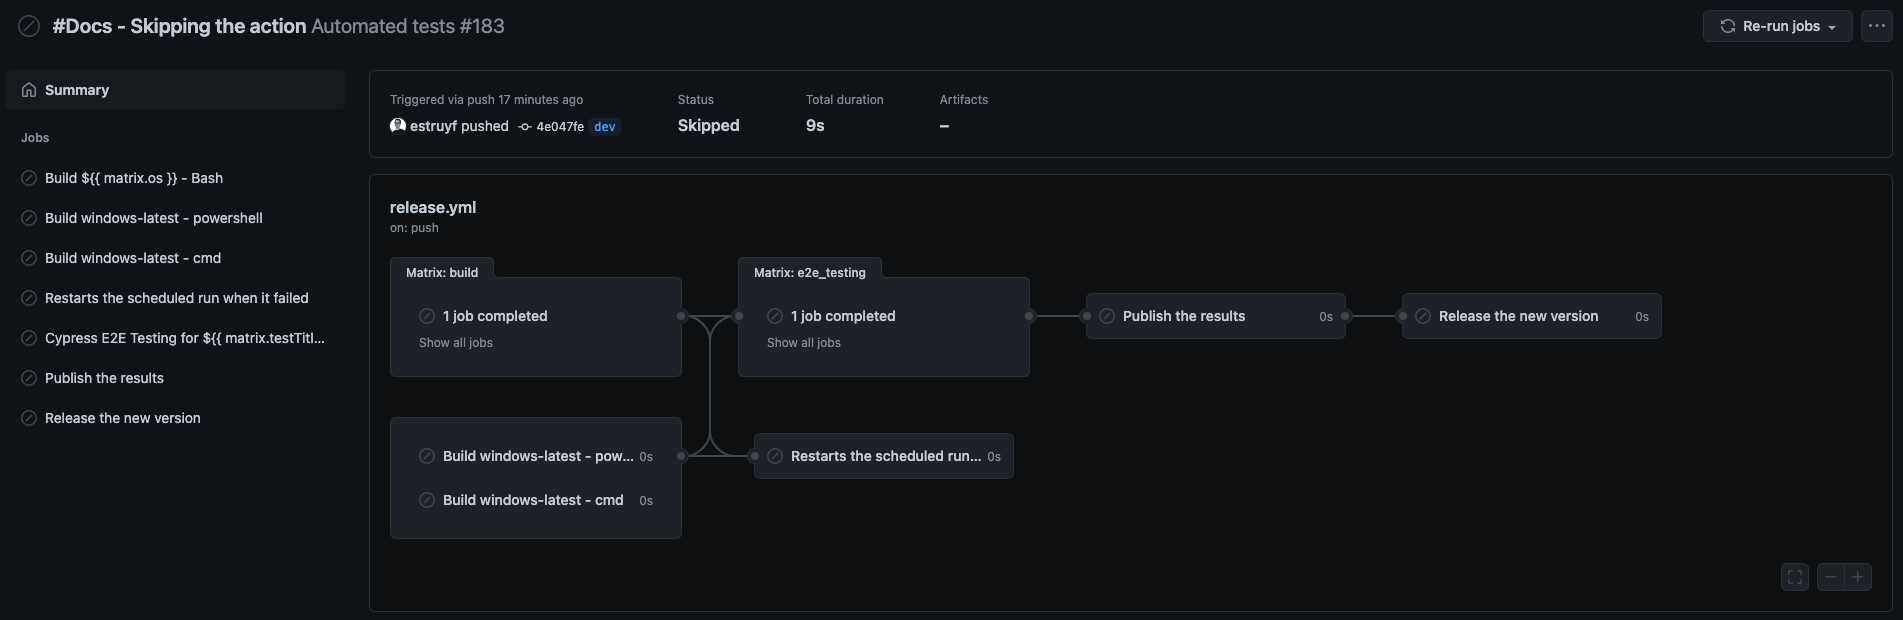 #Docs - Skipping the action Automated tests #183
Re-run jobs
Summary
Jobs
Build ${{ matrix.os }} - Bash
Build windows-latest - powershell
Build windows-latest - cmd
Restarts the scheduled run when it failed
Cypress E2E Testing for ${{ matrix.testTitl...
Publish the results
Release the new version
Triggered via push 17 minutes ago
estruyf pushed 4e047fe dev
Status
Skipped
Total duration
9s
Artifacts
–
release.yml
on: push
Matrix: build
1 job completed
Show all jobs
Matrix: e2e_testing
1 job completed
Show all jobs
Publish the results 0s
Release the new version 0s
Build windows-latest - pow... 0s
Build windows-latest - cmd 0s
Restarts the scheduled run... 0s